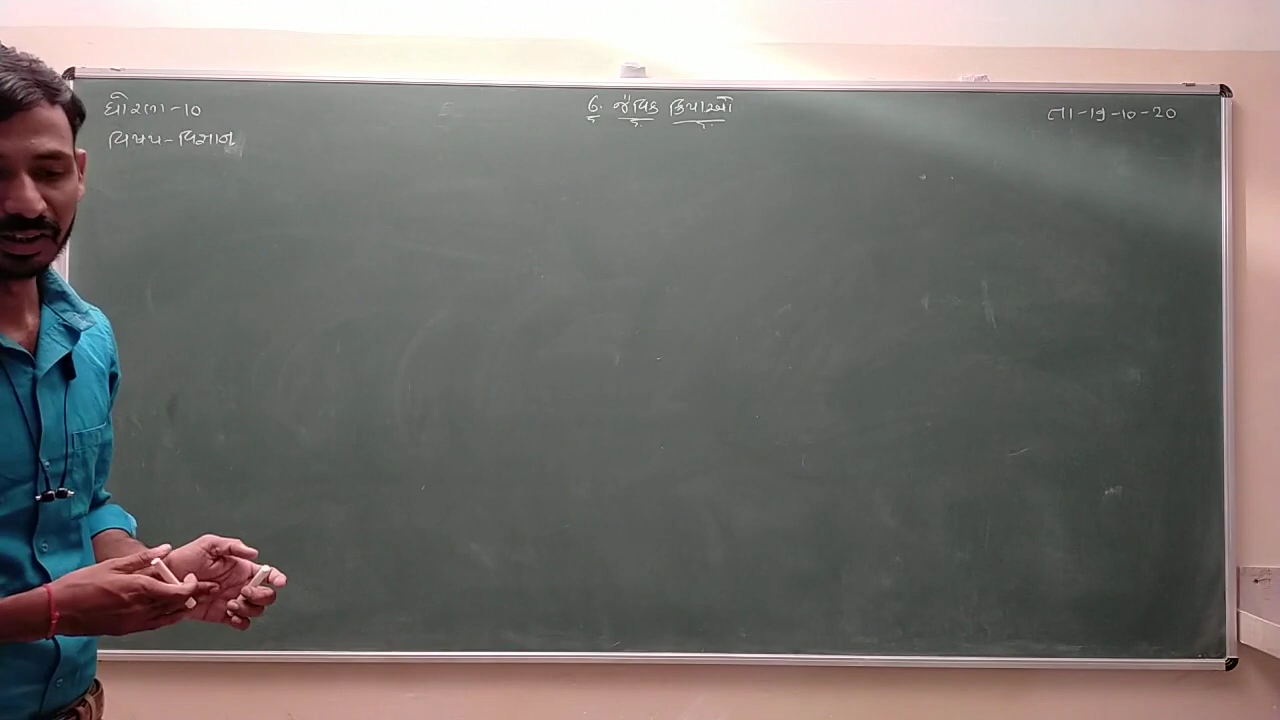 ધોરણ-10
વિષય-વિજ્ઞાન
6. જૈવિક ક્રિયાઓ
તા-19-10-20